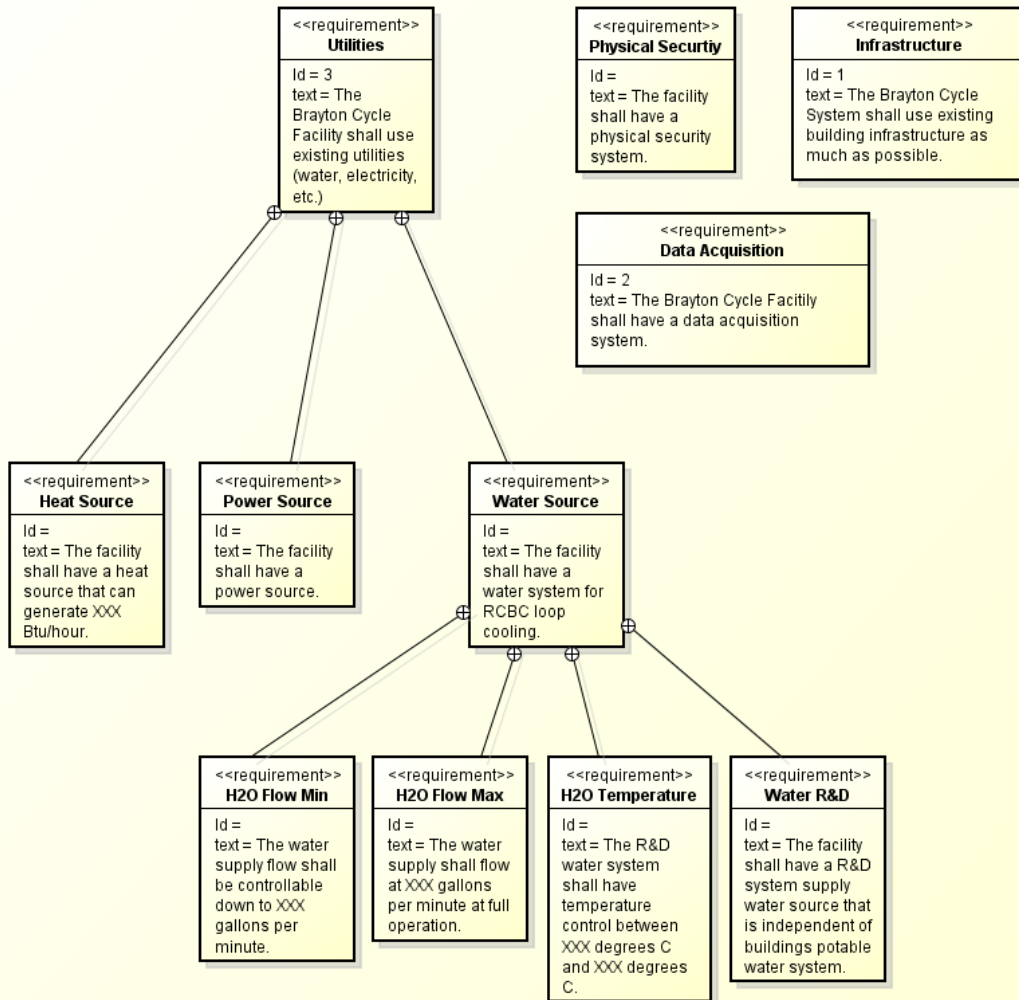 <<requirement>>
Utilities
Id = 3
text = The
Brayton Cycle
Facility shall use
existing utilities
(water, electricity,
etc.)
<<requirement>>
Physical Securtiy
Id =
text = The facility
shall have a
physical security
system.
<<requirement>>
Infrastructure
Id = 1
text = The Brayton Cycle
System shall use existing
building infrastructure as
much as possible.
<<requirement>>
Data Acquisition
Id = 2
text = The Brayton Cycle Facitily
shall have a data acquisition
system.
<<requirement>>
Heat Source
Id =
text = The facility
shall have a heat
source that can
generate XXX
Btu/hour.
<<requirement>>
Power Source
Id =
text = The facility
shall have a
power source.
<<requirement>>
Water Source
Id =
text = The facility
shall have a
water system for
RCBC loop
cooling.
<<requirement>>
H2O Flow Min
Id =
text = The water
supply flow shall
be controllable
down to XXX
gallons per
minute.
<<requirement>>
H2O Flow Max
Id =
text = The water
supply shall flow
at XXX gallons
per minute at full
operation.
<<requirement>>
H2O Temperature
Id =
text = The R&D
water system
shall have
temperature
control between
XXX degrees C
and XXX degrees
C.
<<requirement>>
Water R&D
Id =
text = The facility
shall have a R&D
system supply
water source that
is independent of
buildings potable
water system.